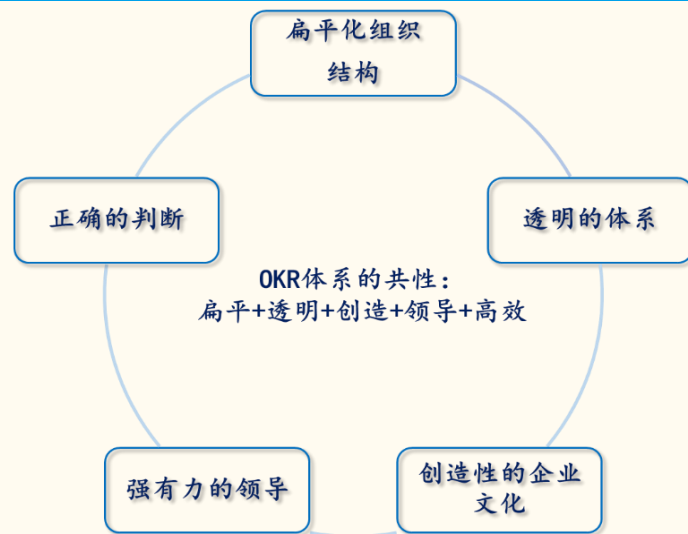 扁平化组织
结构
正确的判断
透明的体系
OKR体系的共性：
扁平+透明+创造+领导+高效
强有力的领导
创造性的企业
文化